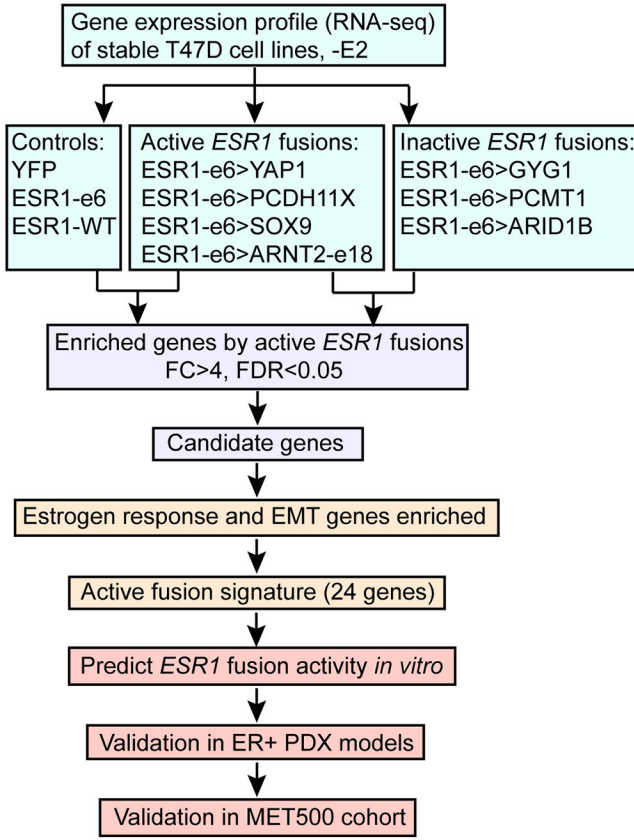 Gene expression profile (RNA-seq)
of stable T47D cell lines, -E2
Controls:
YFP
ESR1-e6
ESR1-WT
Active ESR1 fusions:
ESR1-e6>YAP1
ESR1-e6>PCDH11X
ESR1-e6>SOX9
ESR1-e6>ARNT2-e18
Inactive ESR1 fusions:
ESR1-e6>GYG1
ESR1-e6>PCMT1
ESR1-e6>ARID1B
Enriched genes by active ESR1 fusions
FC>4, FDR<0.05
Candidate genes
Estrogen response and EMT genes enriched
Active fusion signature (24 genes)
Predict ESR1 fusion activity in vitro
Validation in ER+ PDX models
Validation in MET500 cohort